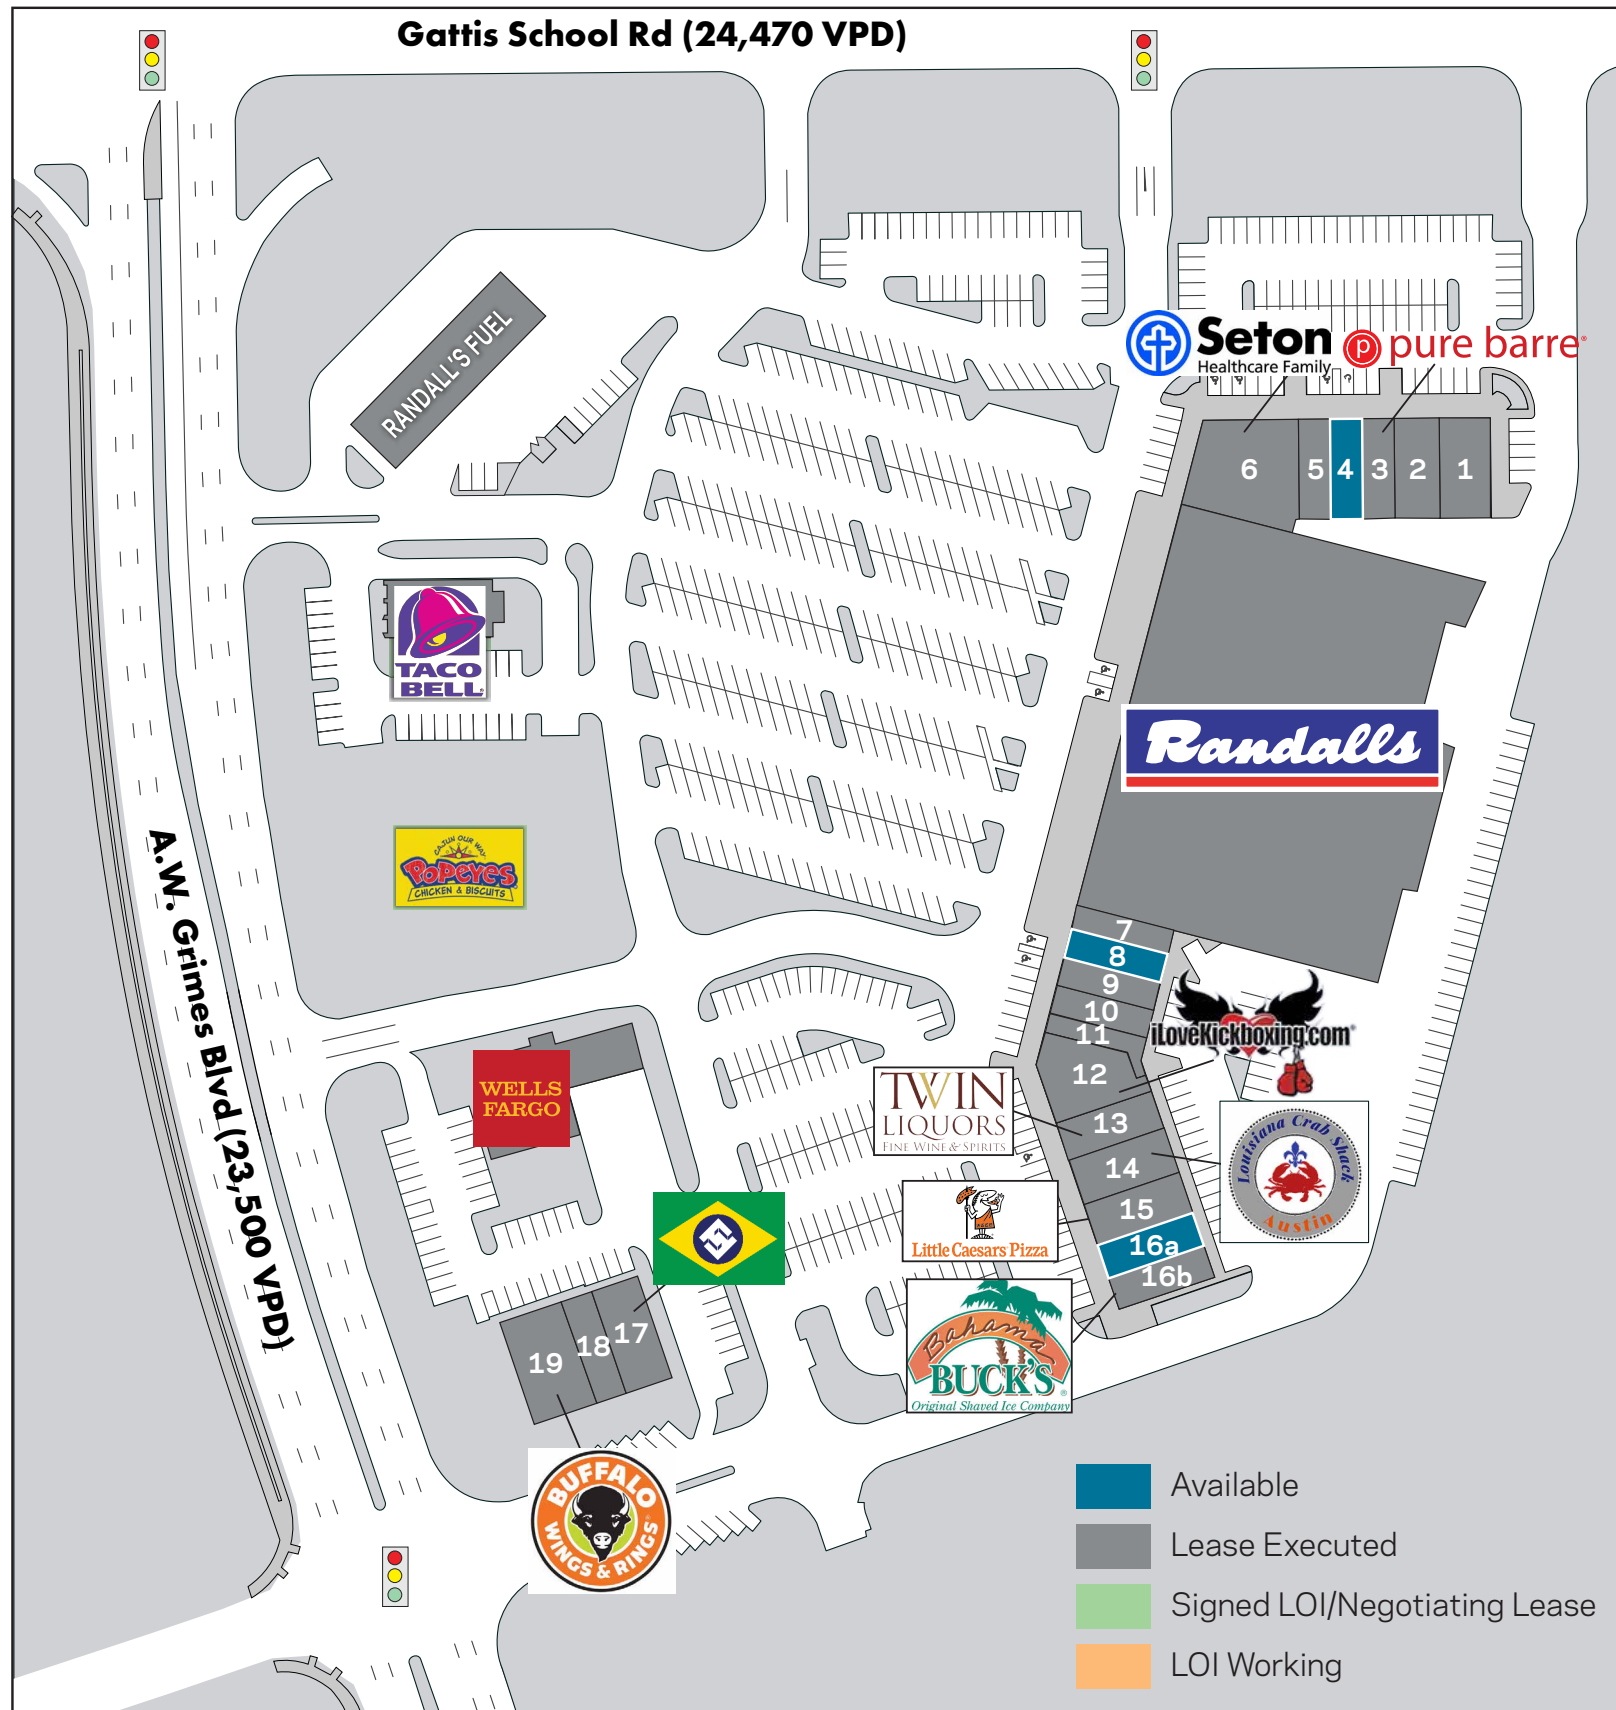 Gattis School Rd (24,470 VPD)
RANDALL'S FUEL
Seton
Healthcare Family
p
pure barre
6
5
4
3
2
1
TACO
BELL
Randalls
CAJUN OUR WAY
POPEYES
CHICKEN & BISCUITS
A.W. Grimes Blvd (23,500 VPD)
7
8
9
10
11
12
13
14
15
16a
16b
iLoveKickboxing.com
WELLS
FARGO
TWIN
LIQUORS
FINE WINE & SPIRITS
Louisiana Crab Shack
Austin
Little Caesars Pizza
Bahama
BUCK'S
Original Shaved Ice Company
19
18
17
BUFFALO
WINGS & RINGS
Available
Lease Executed
Signed LOI/Negotiating Lease
LOI Working